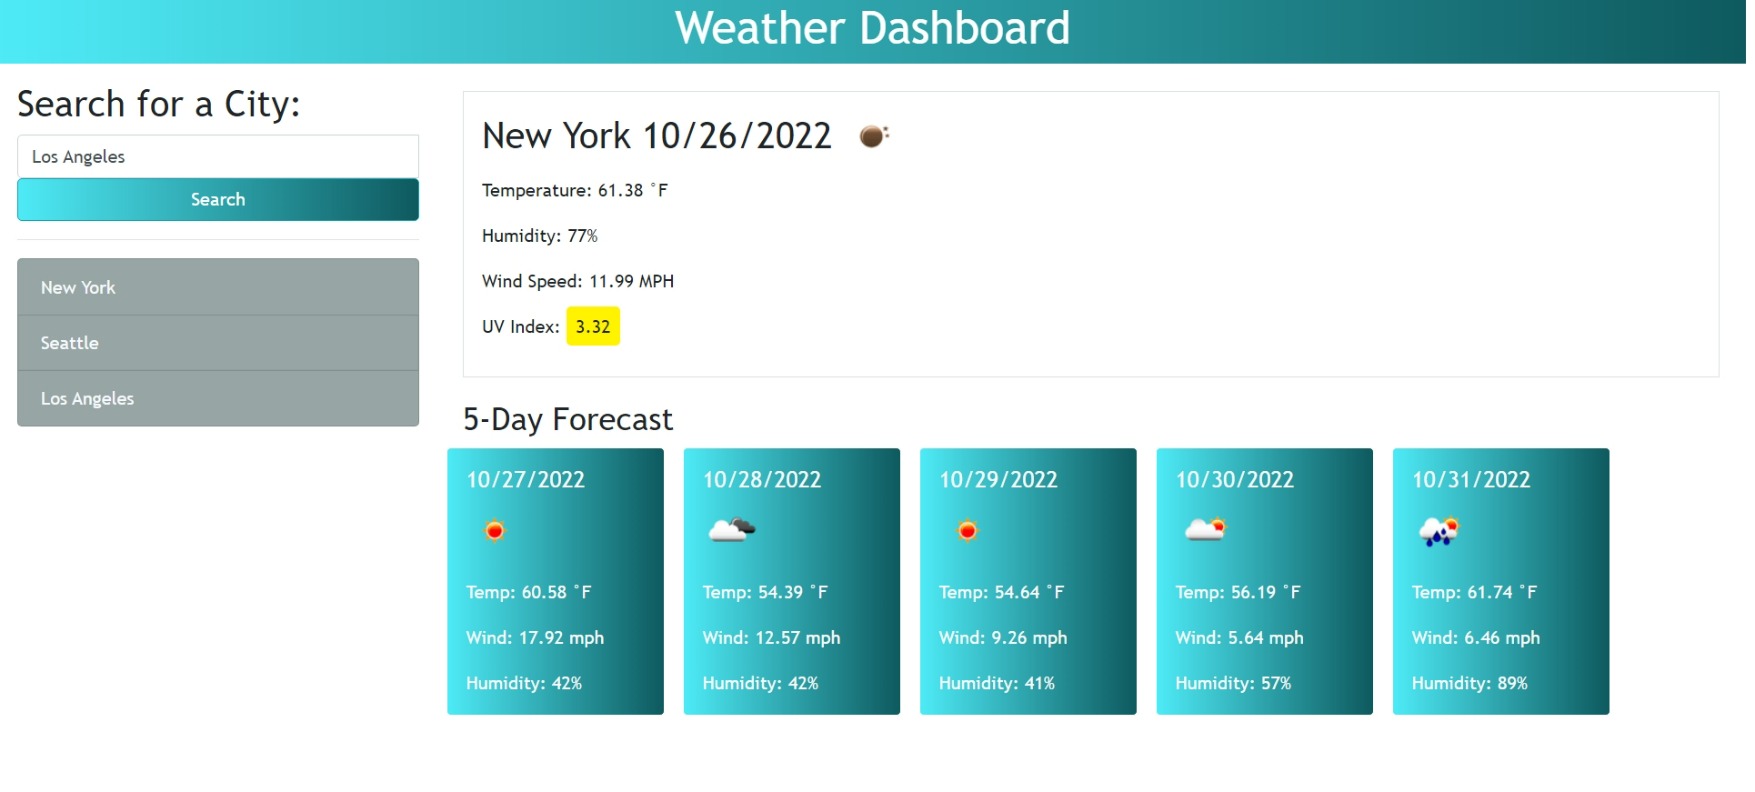 Weather Dashboard
Search for a City:
Los Angeles
Search
New York
Seattle
Los Angeles
New York 10/26/2022
Temperature: 61.38 °F
Humidity: 77%
Wind Speed: 11.99 MPH
UV Index: 3.32
5-Day Forecast
10/27/2022
Temp: 60.58 °F
Wind: 17.92 mph
Humidity: 42%
10/28/2022
Temp: 54.39 °F
Wind: 12.57 mph
Humidity: 42%
10/29/2022
Temp: 54.64 °F
Wind: 9.26 mph
Humidity: 41%
10/30/2022
Temp: 56.19 °F
Wind: 5.64 mph
Humidity: 57%
10/31/2022
Temp: 61.74 °F
Wind: 6.46 mph
Humidity: 89%